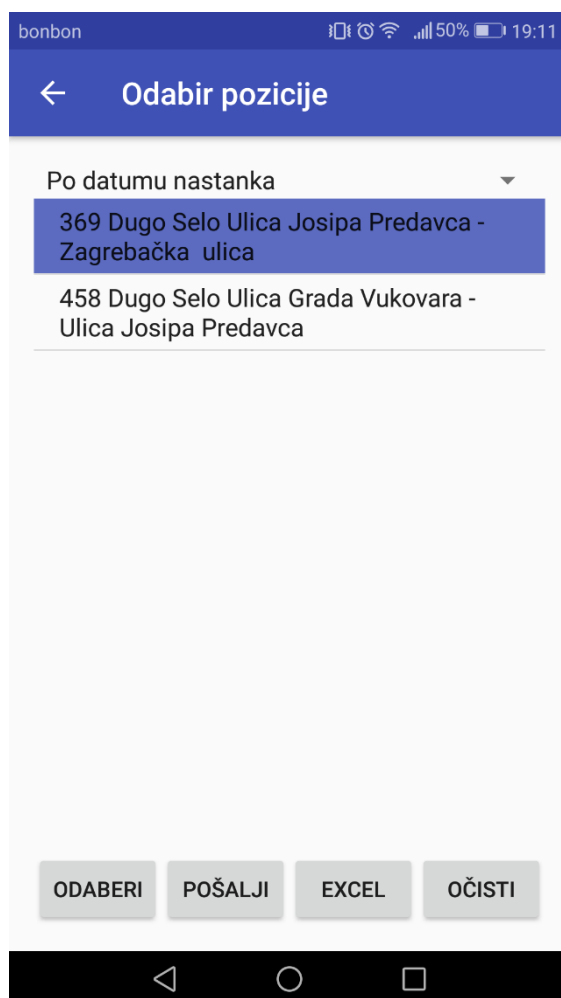 bonbon 50% 19:11
Odabir pozicije
Po datumu nastanka
369 Dugo Selo Ulica Josipa Predavca -
Zagrebačka  ulica
458 Dugo Selo Ulica Grada Vukovara -
Ulica Josipa Predavca
ODABERI POŠALJI EXCEL OČISTI